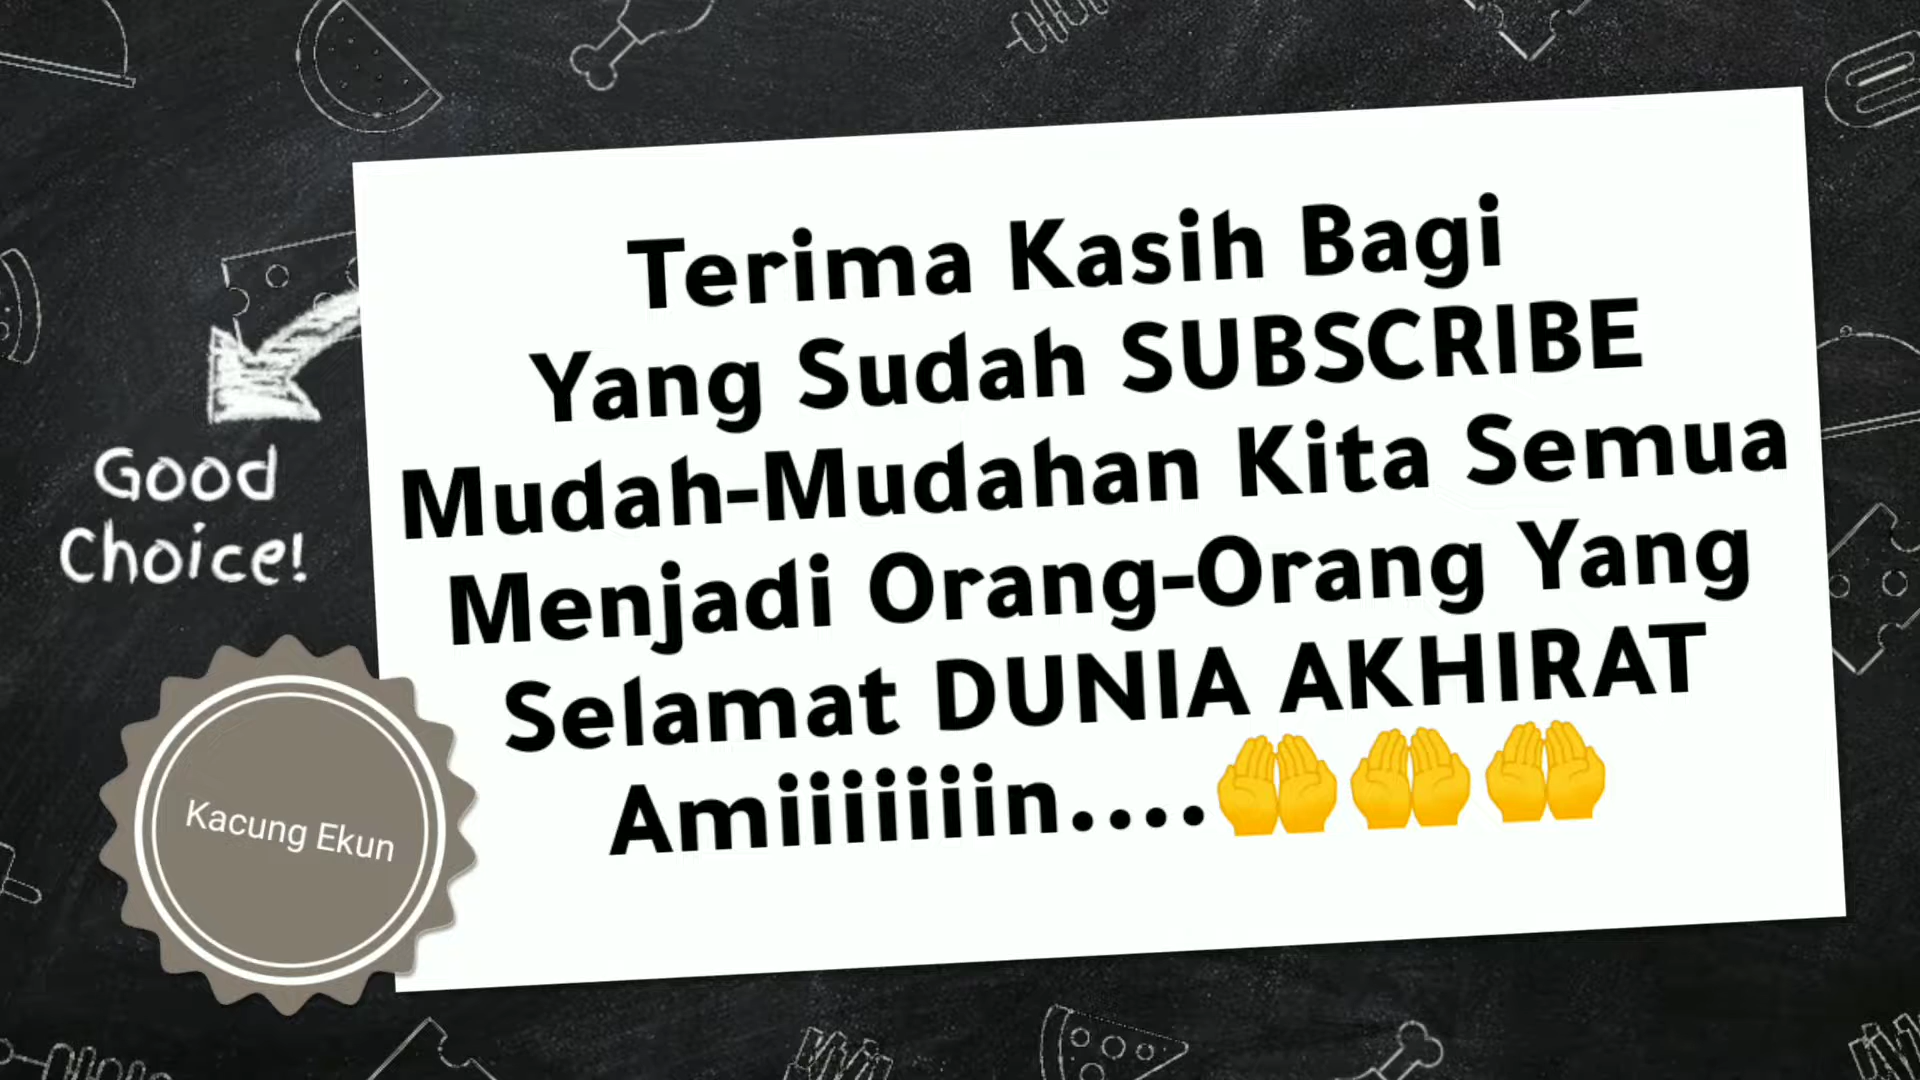 Terima Kasih Bagi
Yang Sudah SUBSCRIBE
Mudah-Mudahan Kita Semua
Menjadi Orang-Orang Yang
Selamat DUNIA AKHIRAT
Amiiiiiiiin....🤲🤲🤲
Good
Choice!
Kacung Ekun